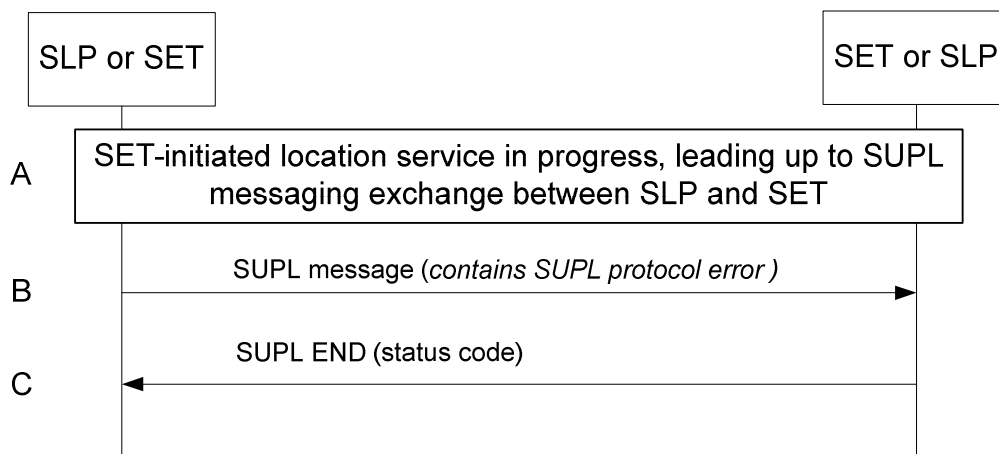 SLP or SET
SET or SLP
A
SET-initiated location service in progress, leading up to SUPL
messaging exchange between SLP and SET
SUPL message (contains SUPL protocol error )
B
SUPL END (status code)
C